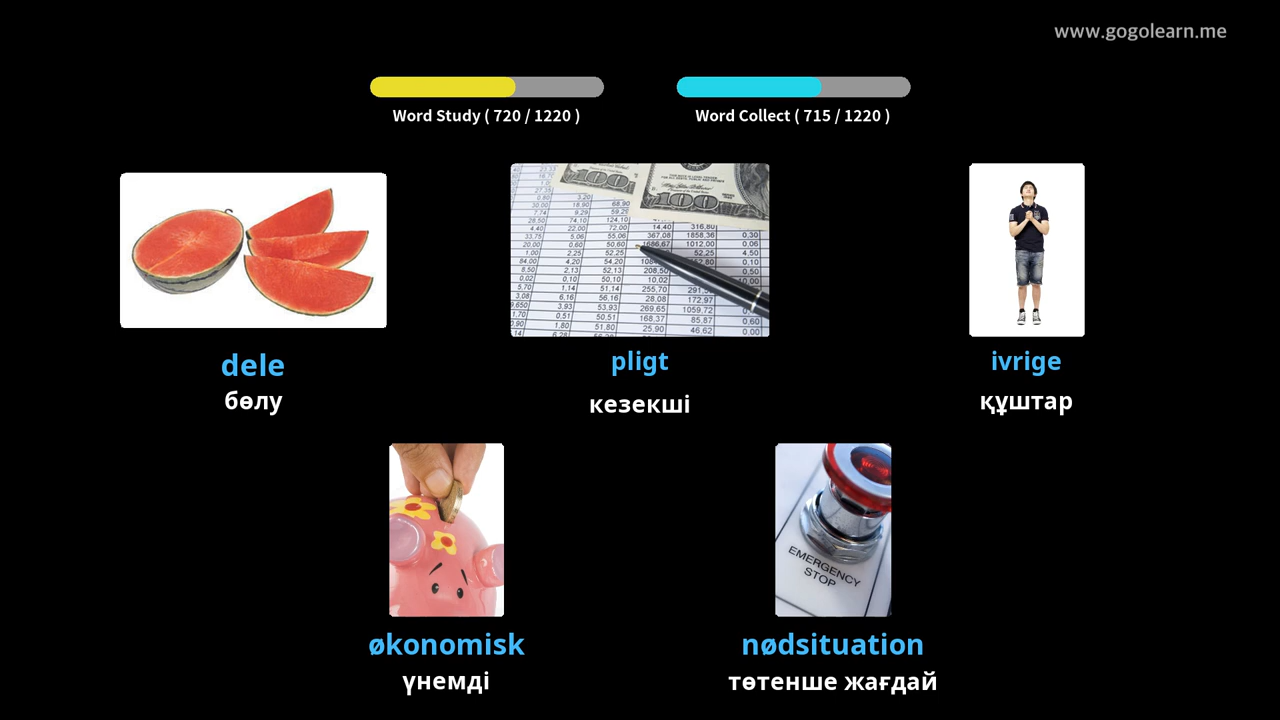 www.gogolearn.me
Word Study ( 720 / 1220 )
Word Collect ( 715 / 1220 )
dele
бөлу
pligt
кезекші
ivrige
құштар
EMERGENCY
STOP
økonomisk
үнемді
nødsituation
төтенше жағдай